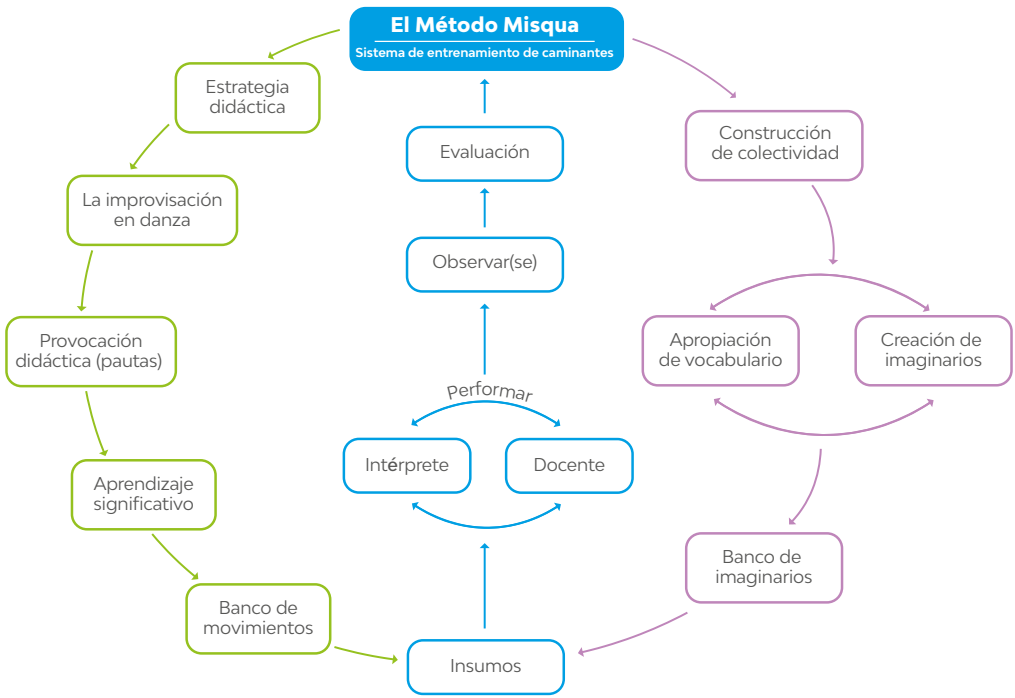 El Método Misqua
Sistema de entrenamiento de caminantes
Estrategia
didáctica
La improvisación
en danza
Provocación
didáctica (pautas)
Aprendizaje
significativo
Banco de
movimientos
Evaluación
Observar(se)
Performar
Intérprete
Docente
Insumos
Construcción
de colectividad
Apropiación
de vocabulario
Creación de
imaginarios
Banco de
imaginarios